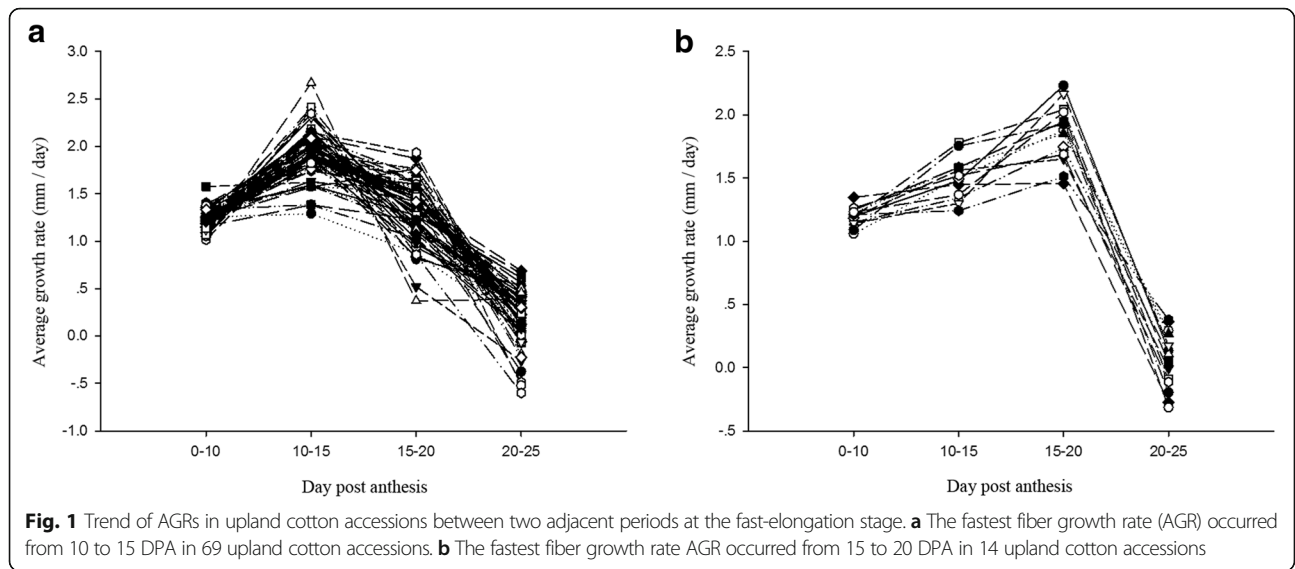 a
3.0
2.5
2.0
1.5
1.0
.5
0.0
-.5
-1.0
Average growth rate (mm / day)
0-10 10-15 15-20 20-25
Day post anthesis
b
2.5
2.0
1.5
1.0
.5
0.0
-.5
Average growth rate (mm / day)
0-10 10-15 15-20 20-25
Day post anthesis
Fig. 1 Trend of AGRs in upland cotton accessions between two adjacent periods at the fast-elongation stage. a The fastest fiber growth rate (AGR) occurred
from 10 to 15 DPA in 69 upland cotton accessions. b The fastest fiber growth rate AGR occurred from 15 to 20 DPA in 14 upland cotton accessions